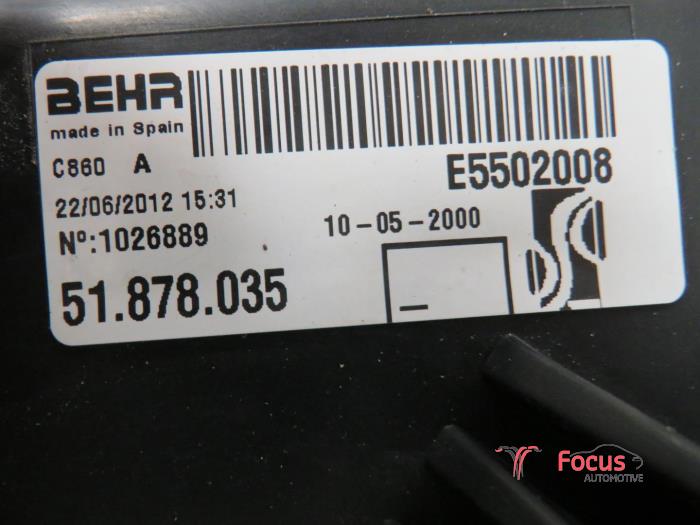 BEHR
made in Spain
C860 A
E5502008
22/06/2012 15:31
10-05-2000
Nº:1026889
51.878.035
Focus
AUTOMOTIVE